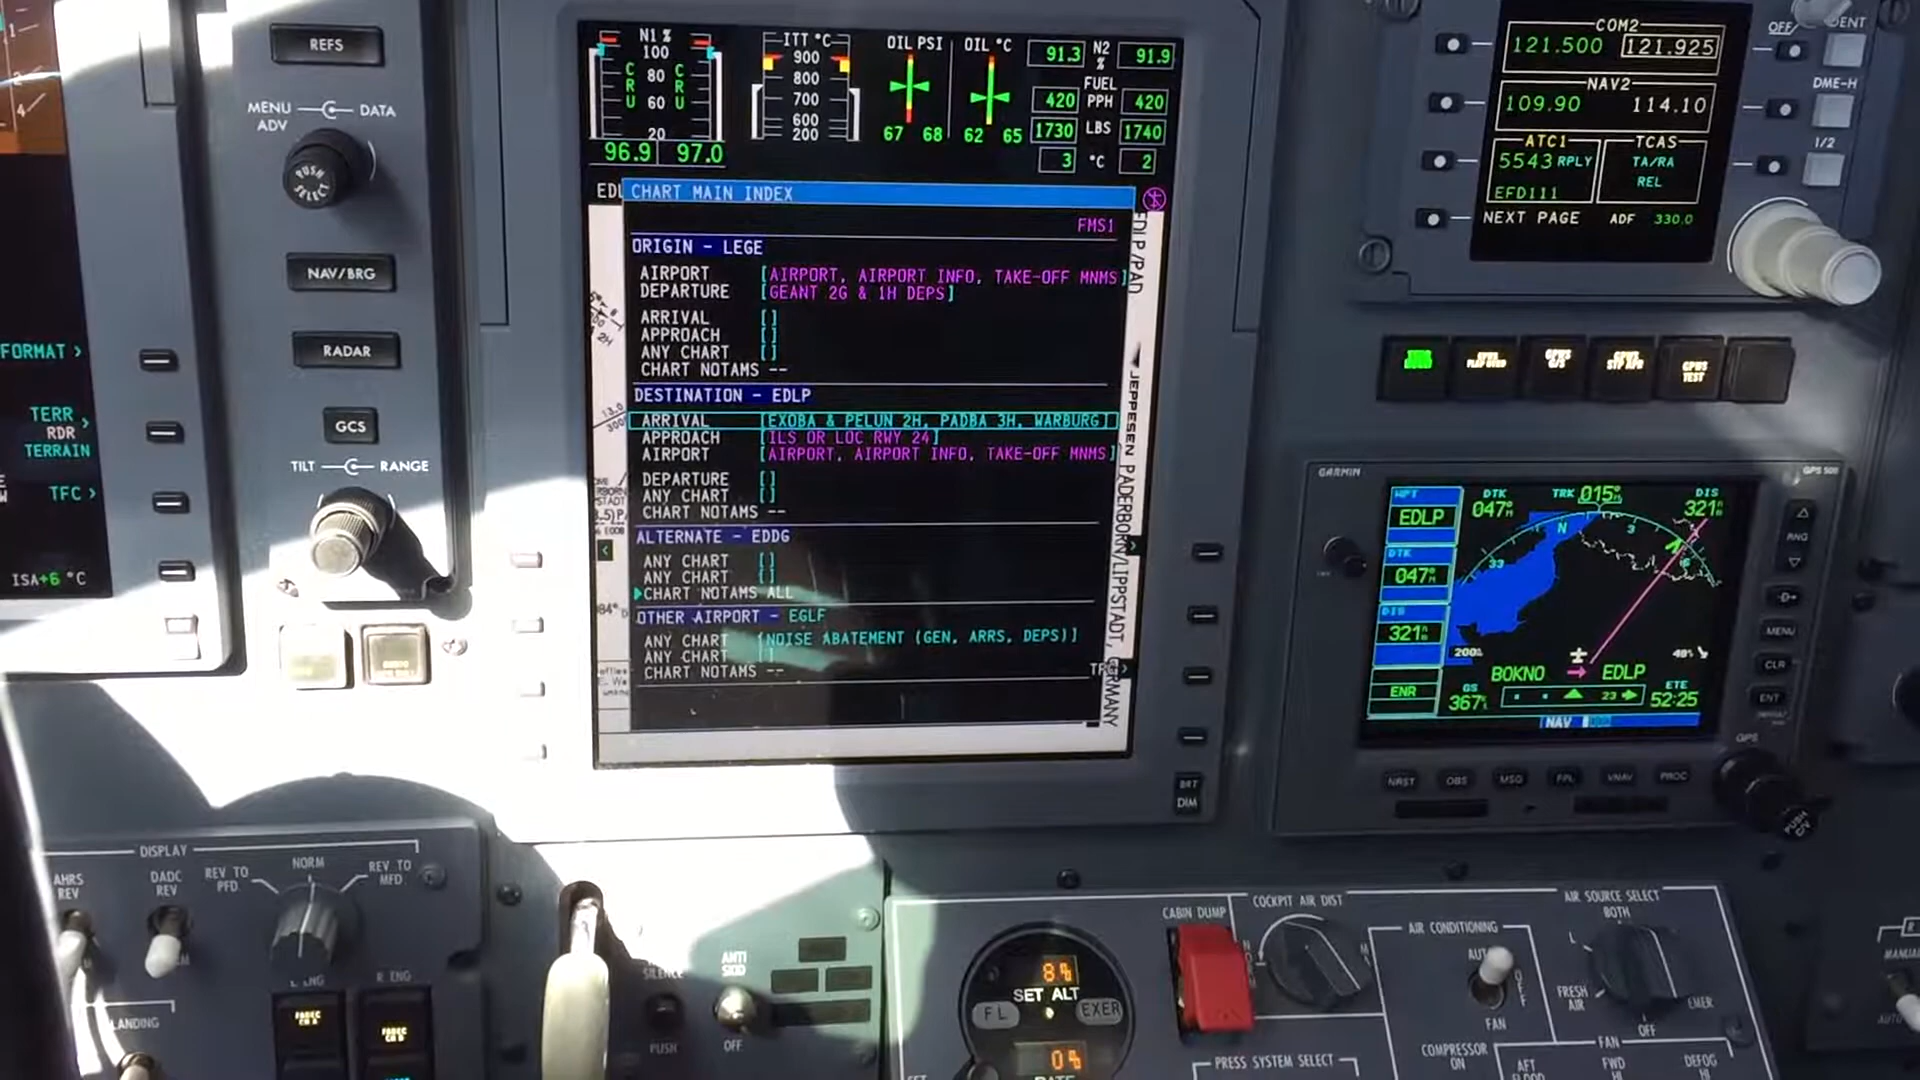 REFS
MENU
ADV
DATA
PUSH
SELECT
NAV/BRG
RADAR
GCS
TILT
RANGE
FORMAT >
TERR
RDR
TERRAIN
TFC >
ISA+6 °C
N1 %
100
80
60
20
CRU
CRU
96.9 97.0
ITT °C
900
800
700
600
200
OIL PSI
67 68
OIL °C
62 65
91.3 N2 % 91.9
FUEL
420 PPH 420
1730 LBS 1740
3 °C 2
CHART MAIN INDEX
FMS1
ORIGIN - LEGE
AIRPORT [AIRPORT, AIRPORT INFO, TAKE-OFF MNMS]
DEPARTURE [GEANT 2G & 1H DEPS]
ARRIVAL []
APPROACH []
ANY CHART []
CHART NOTAMS --
DESTINATION - EDLP
ARRIVAL [EXOBA & PELUN 2H, PADBA 3H, WARBURG]
APPROACH [ILS OR LOC RWY 24]
AIRPORT [AIRPORT, AIRPORT INFO, TAKE-OFF MNMS]
DEPARTURE []
ANY CHART []
CHART NOTAMS --
ALTERNATE - EDDG
ANY CHART []
ANY CHART []
CHART NOTAMS ALL
OTHER AIRPORT - EGLF
ANY CHART [NOISE ABATEMENT (GEN, ARRS, DEPS)]
ANY CHART []
CHART NOTAMS --
EDLP/PAD
JEPPESEN PADERBORN/LIPPSTADT, GERMANY
BRT
DIM
COM2
121.500 121.925
NAV2
109.90 114.10
ATC1
5543 RPLY
EFD111
TCAS
TA/RA
REL
NEXT PAGE ADF 330.0
OFF
DME-H
1/2
GPWS
TEST
GARMIN
GPS 500
WPT
EDLP
DTK
047°M
DIS
321
ENR
DTK
047°M
TRK 015°M
DIS
321
33
N
3
BOKNO → EDLP
GS
367
23
ETE
52:25
NAV
RNG
MENU
CLR
ENT
GPS
PUSH
NRST
OBS
MSG
FPL
VNAV
PROC
DISPLAY
AHRS
REV
DADC
REV
REV TO
PFD
NORM
REV TO
MFD
L ENG
R ENG
LANDING
SILENCE
PUSH
ANTI
SKID
OFF
SET ALT
FL
EXER
RATE
CABIN DUMP
COCKPIT AIR DIST
AIR CONDITIONING
AUTO
OFF
FAN
COMPRESSOR
ON
PRESS SYSTEM SELECT
AIR SOURCE SELECT
BOTH
L
FRESH
AIR
EMER
OFF
FAN
AFT
FWD
HI
DEFOG
HI
MANUAL